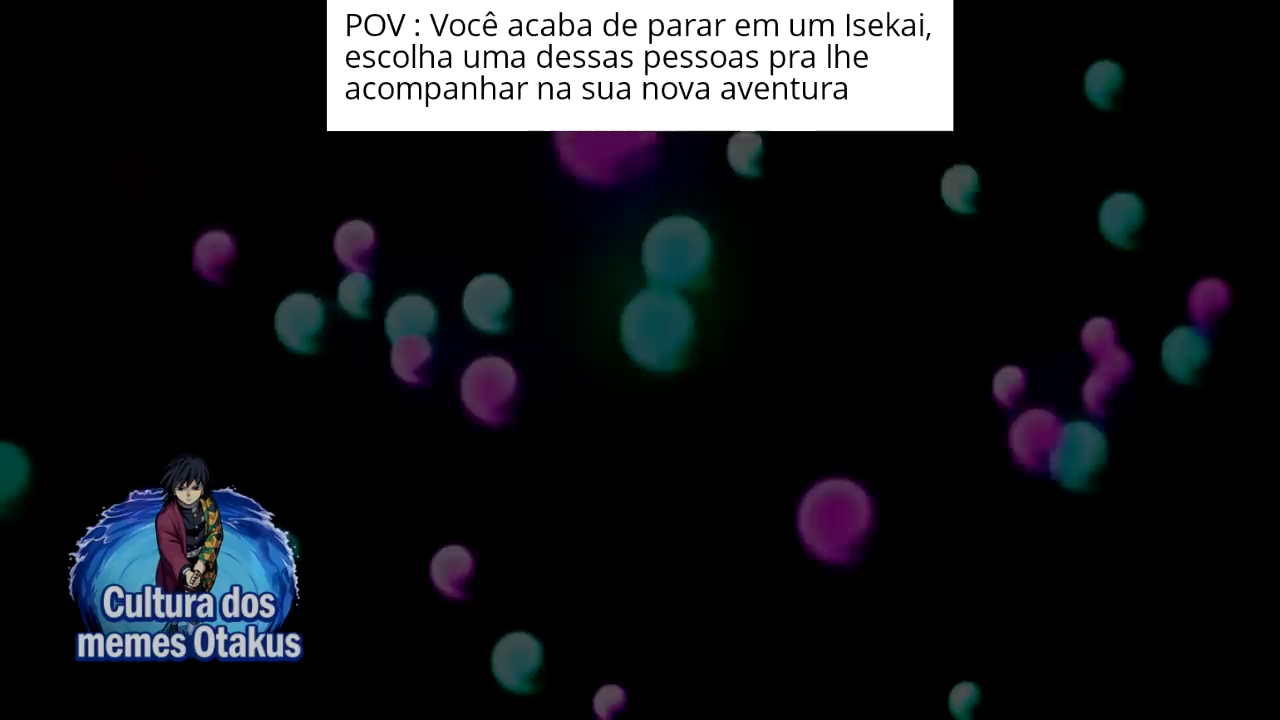 POV : Você acaba de parar em um Isekai,
escolha uma dessas pessoas pra lhe
acompanhar na sua nova aventura
Cultura dos
memes Otakus